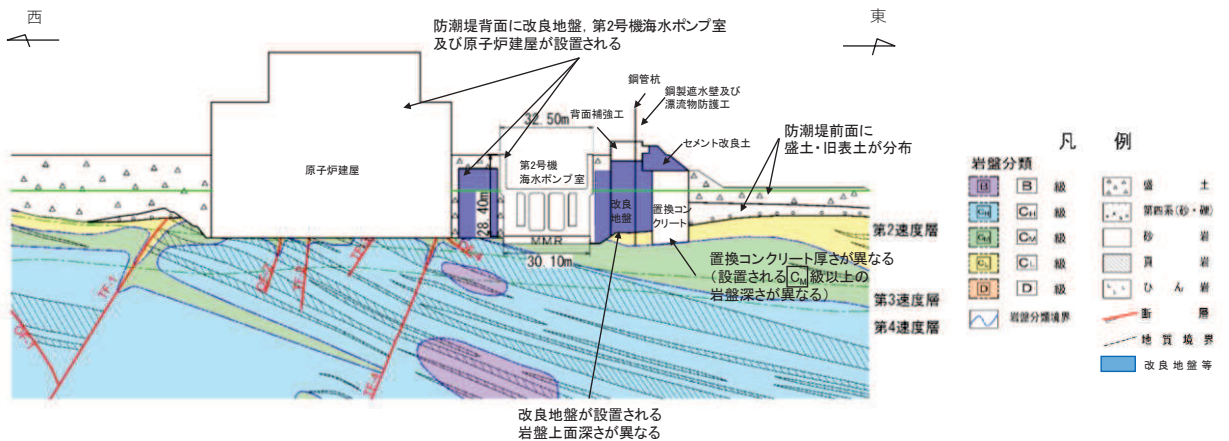 西
東
防潮堤背面に改良地盤，第2号機海水ポンプ室
及び原子炉建屋が設置される
鋼管杭
鋼製遮水壁及び
漂流物防護工
背面補強工
32.50m
セメント改良土
防潮堤前面に
盛土・旧表土が分布
原子炉建屋
第2号機
海水ポンプ室
28.40m
改良
地盤
置換コン
クリート
MMR
30.10m
第2速度層
置換コンクリート厚さが異なる
（設置されるCM級以上の
岩盤深さが異なる）
第3速度層
第4速度層
TF-1
TF-4
改良地盤が設置される
岩盤上面深さが異なる
凡 例
岩盤分類
B B 級
CH CH 級
CM CM 級
CL CL 級
D D 級
岩盤分類境界
盛 土
第四系(砂・礫)
砂 岩
頁 岩
ひ ん 岩
断 層
地 質 境 界
改 良 地 盤 等